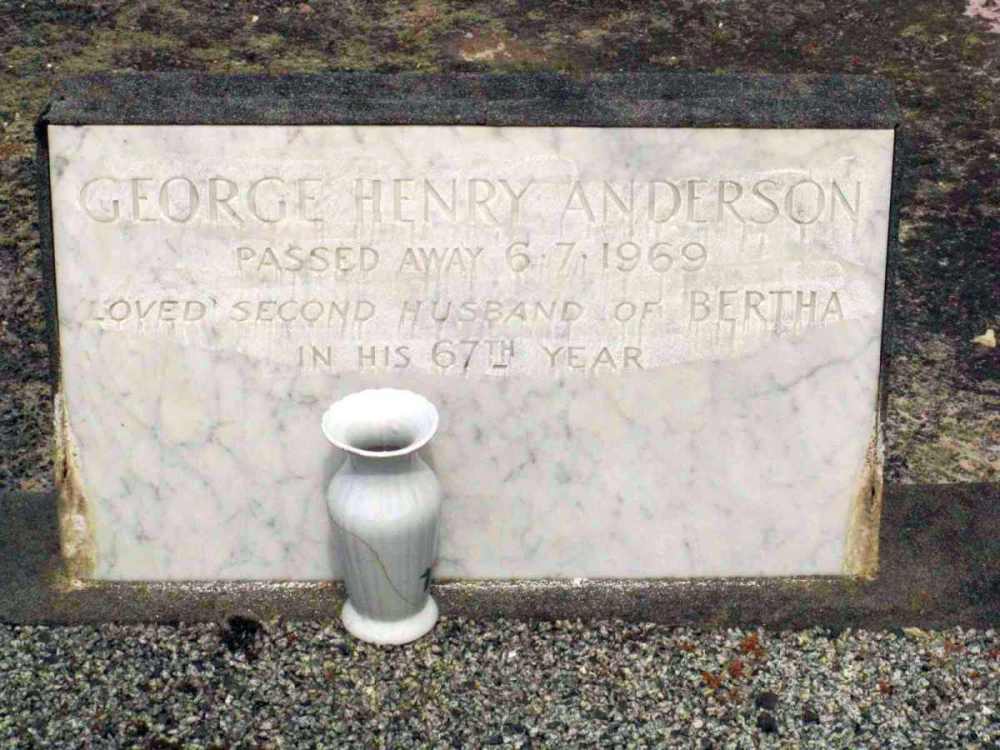 GEORGE HENRY ANDERSON
PASSED AWAY 6·7·1969
LOVED SECOND HUSBAND OF BERTHA
IN HIS 67TH YEAR